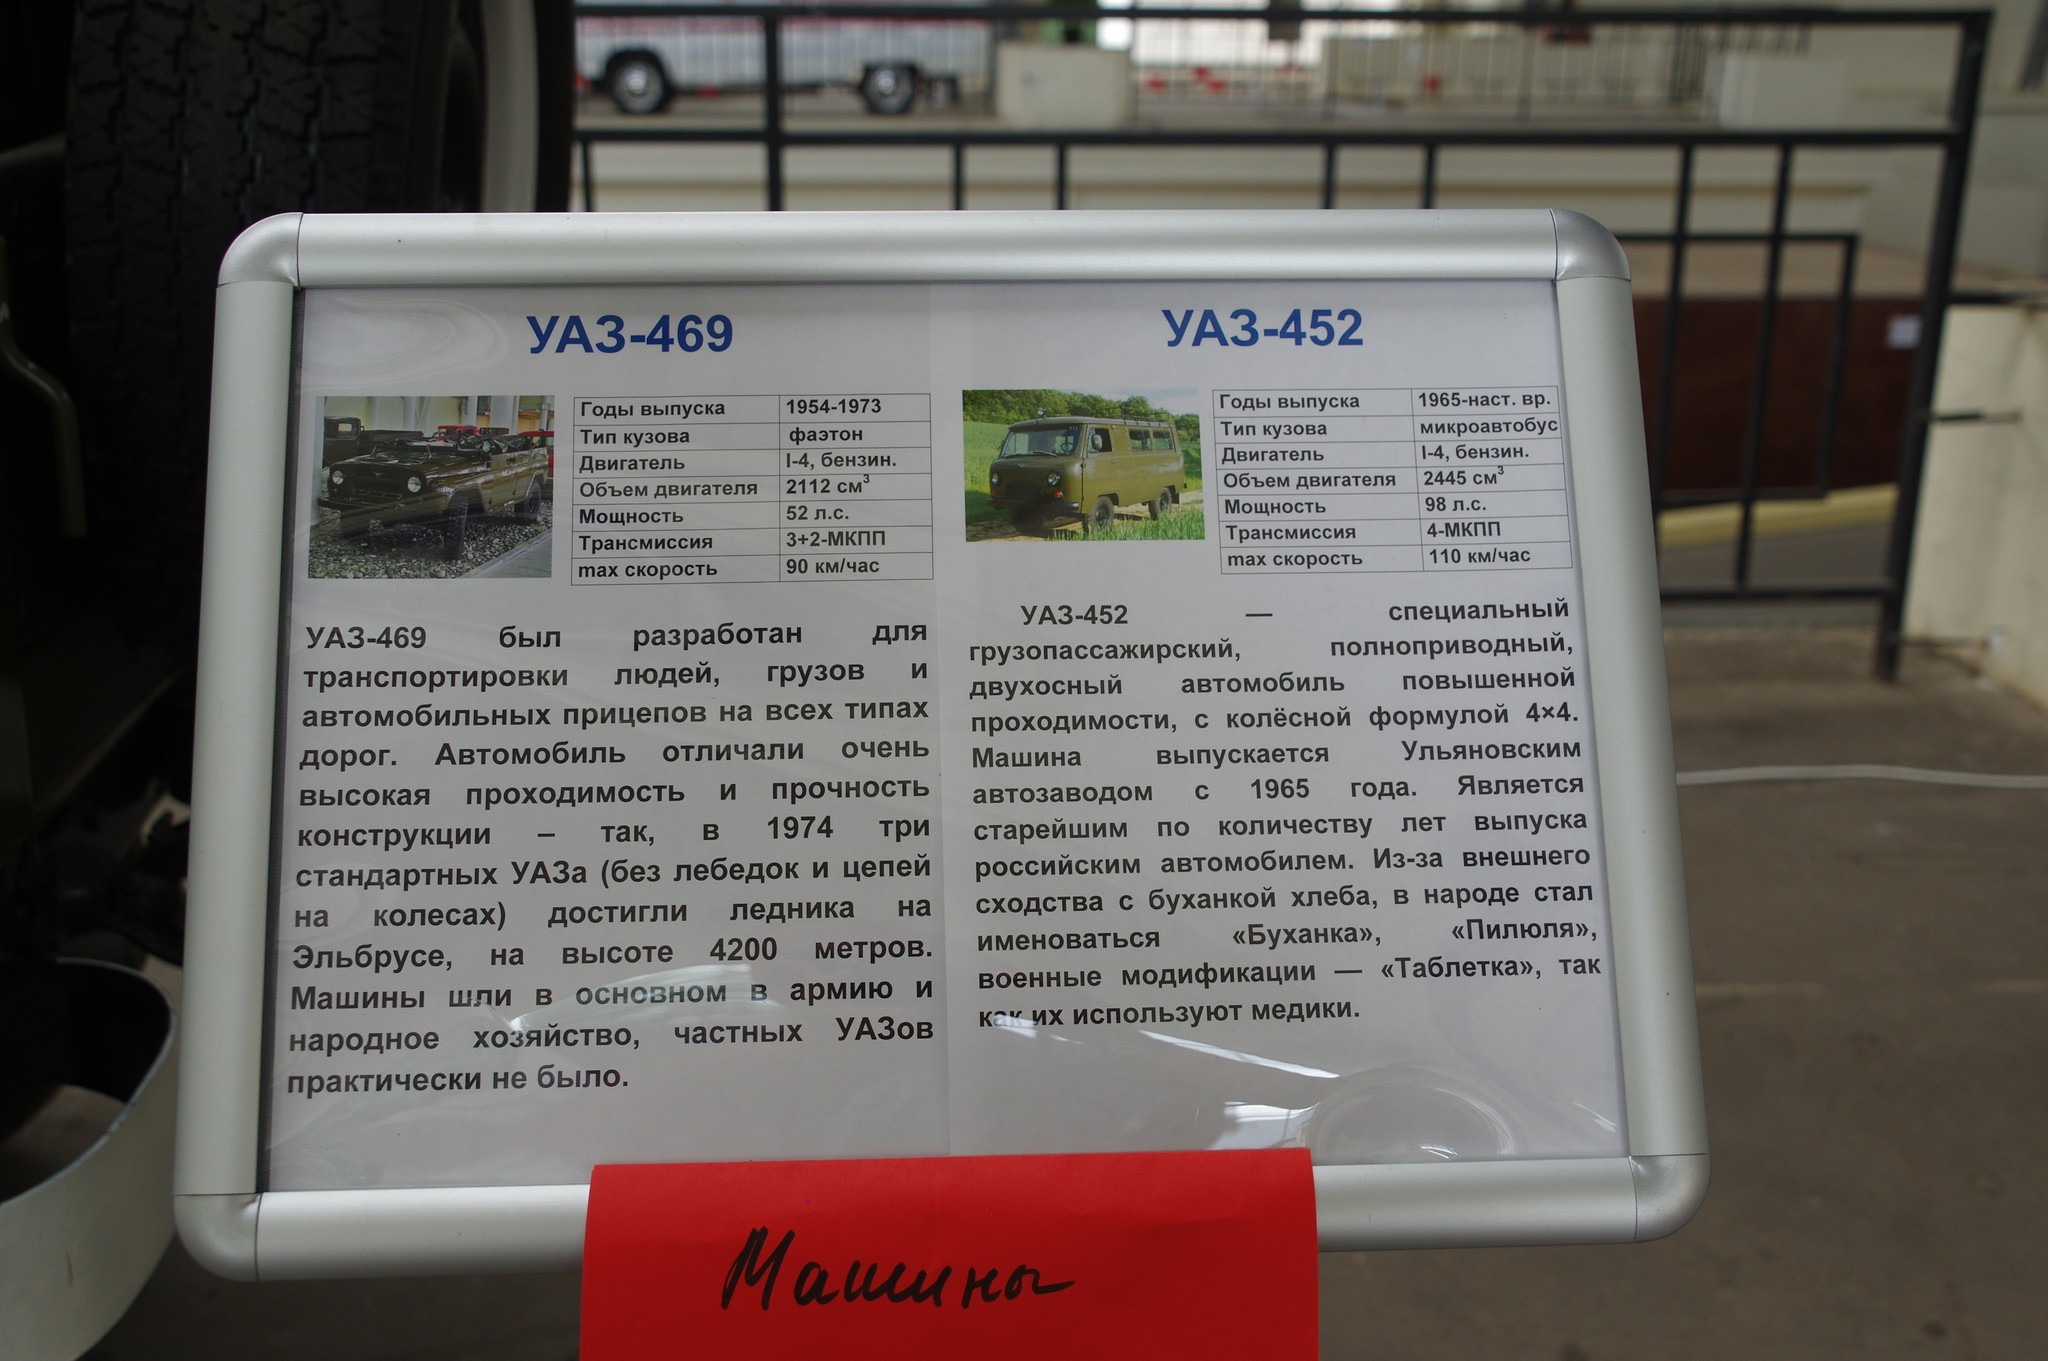 УАЗ-469
Годы выпуска 1954-1973
Тип кузова фаэтон
Двигатель I-4, бензин.
Объем двигателя 2112 см³
Мощность 52 л.с.
Трансмиссия 3+2-МКПП
max скорость 90 км/час
УАЗ-469 был разработан для
транспортировки людей, грузов и
автомобильных прицепов на всех типах
дорог. Автомобиль отличали очень
высокая проходимость и прочность
конструкции – так, в 1974 три
стандартных УАЗа (без лебедок и цепей
на колесах) достигли ледника на
Эльбрусе, на высоте 4200 метров.
Машины шли в основном в армию и
народное хозяйство, частных УАЗов
практически не было.
УАЗ-452
Годы выпуска 1965-наст. вр.
Тип кузова микроавтобус
Двигатель I-4, бензин.
Объем двигателя 2445 см³
Мощность 98 л.с.
Трансмиссия 4-МКПП
max скорость 110 км/час
УАЗ-452 — специальный
грузопассажирский, полноприводный,
двухосный автомобиль повышенной
проходимости, с колёсной формулой 4×4.
Машина выпускается Ульяновским
автозаводом с 1965 года. Является
старейшим по количеству лет выпуска
российским автомобилем. Из-за внешнего
сходства с буханкой хлеба, в народе стал
именоваться «Буханка», «Пилюля»,
военные модификации — «Таблетка», так
как их используют медики.
Машины